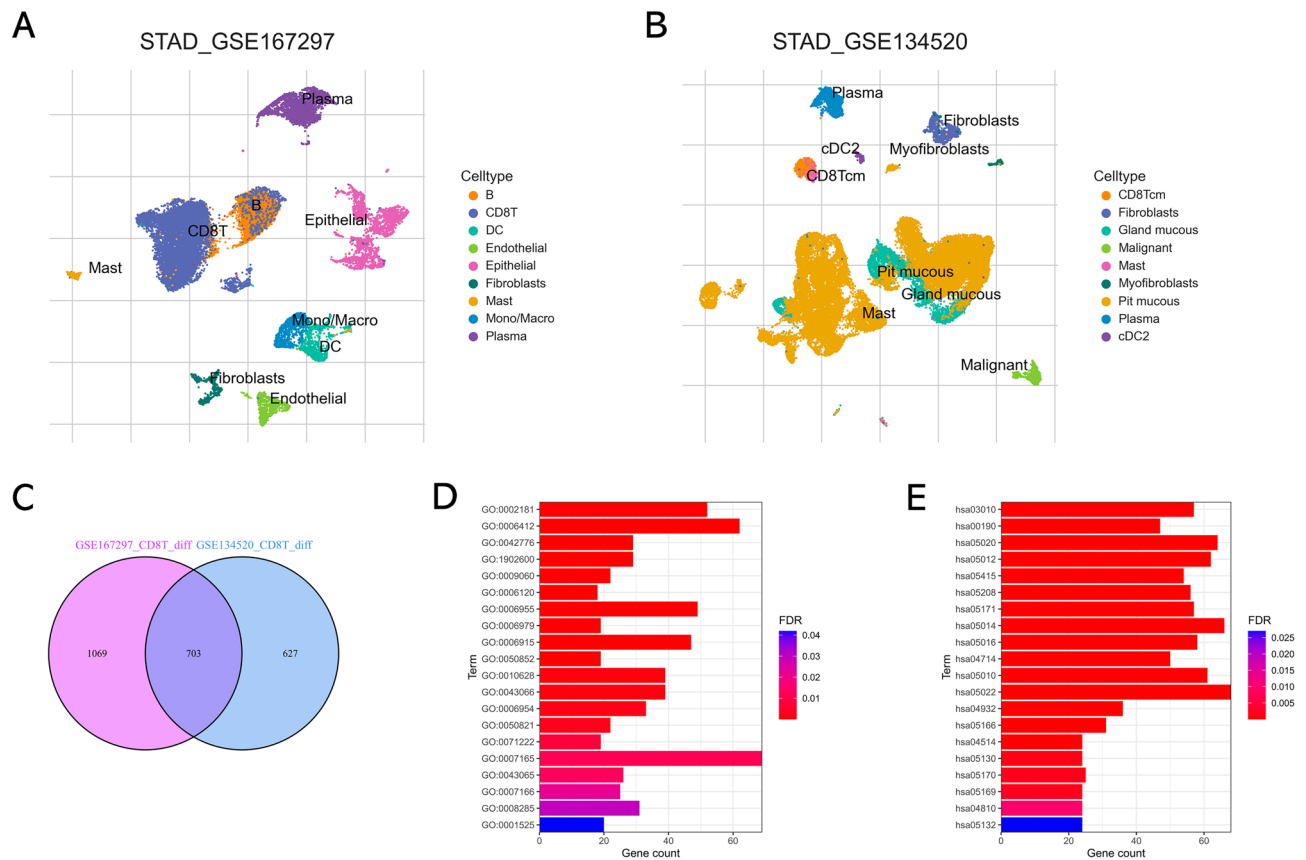 A
STAD_GSE167297
Plasma
B
CD8T
Epithelial
Mast
Mono/Macro
DC
Fibroblasts
Endothelial
Celltype
B
CD8T
DC
Endothelial
Epithelial
Fibroblasts
Mast
Mono/Macro
Plasma
B
STAD_GSE134520
Plasma
Fibroblasts
cDC2
Myofibroblasts
CD8Tcm
Pit mucous
Gland mucous
Mast
Malignant
Celltype
CD8Tcm
Fibroblasts
Gland mucous
Malignant
Mast
Myofibroblasts
Pit mucous
Plasma
cDC2
C
GSE167297_CD8T_diff GSE134520_CD8T_diff
1069 703 627
D
Term
GO:0002181
GO:0006412
GO:0042776
GO:1902600
GO:0009060
GO:0006120
GO:0006955
GO:0006979
GO:0006915
GO:0050852
GO:0010628
GO:0043066
GO:0006954
GO:0050821
GO:0071222
GO:0007165
GO:0043065
GO:0007166
GO:0008285
GO:0001525
0 20 40 60
Gene count
FDR
0.04
0.03
0.02
0.01
E
Term
hsa03010
hsa00190
hsa05020
hsa05012
hsa05415
hsa05208
hsa05171
hsa05014
hsa05016
hsa04714
hsa05010
hsa05022
hsa04932
hsa05166
hsa04514
hsa05130
hsa05170
hsa05169
hsa04810
hsa05132
0 20 40 60
Gene count
FDR
0.025
0.020
0.015
0.010
0.005